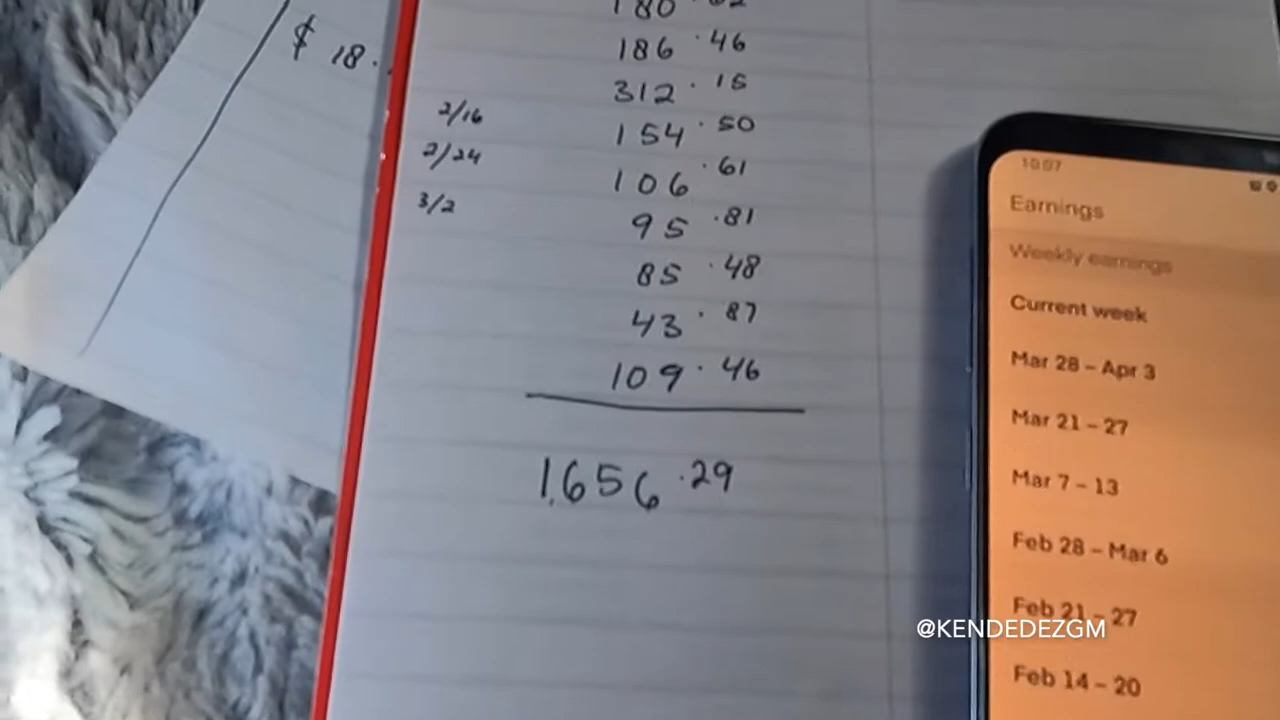 $ 18.
180.62
186.46
312.15
2/16 154.50
2/24 106.61
3/2 95.81
85.48
43.87
109.46
1,656.29
10:07
Earnings
Weekly earnings
Current week
Mar 28 – Apr 3
Mar 21 – 27
Mar 7 – 13
Feb 28 – Mar 6
Feb 21 – 27
Feb 14 – 20
@KENDEDEZGM